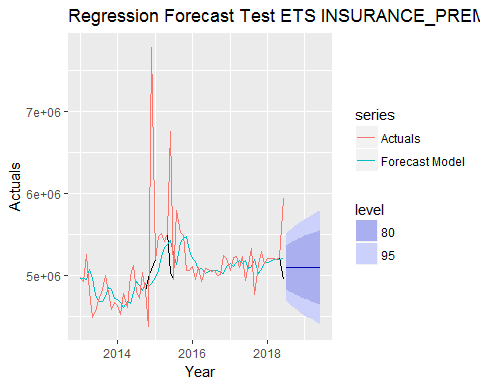 Regression Forecast Test ETS INSURANCE_PREM
7e+06
6e+06
5e+06
Actuals
2014 2016 2018
Year
series
Actuals
Forecast Model
level
80
95